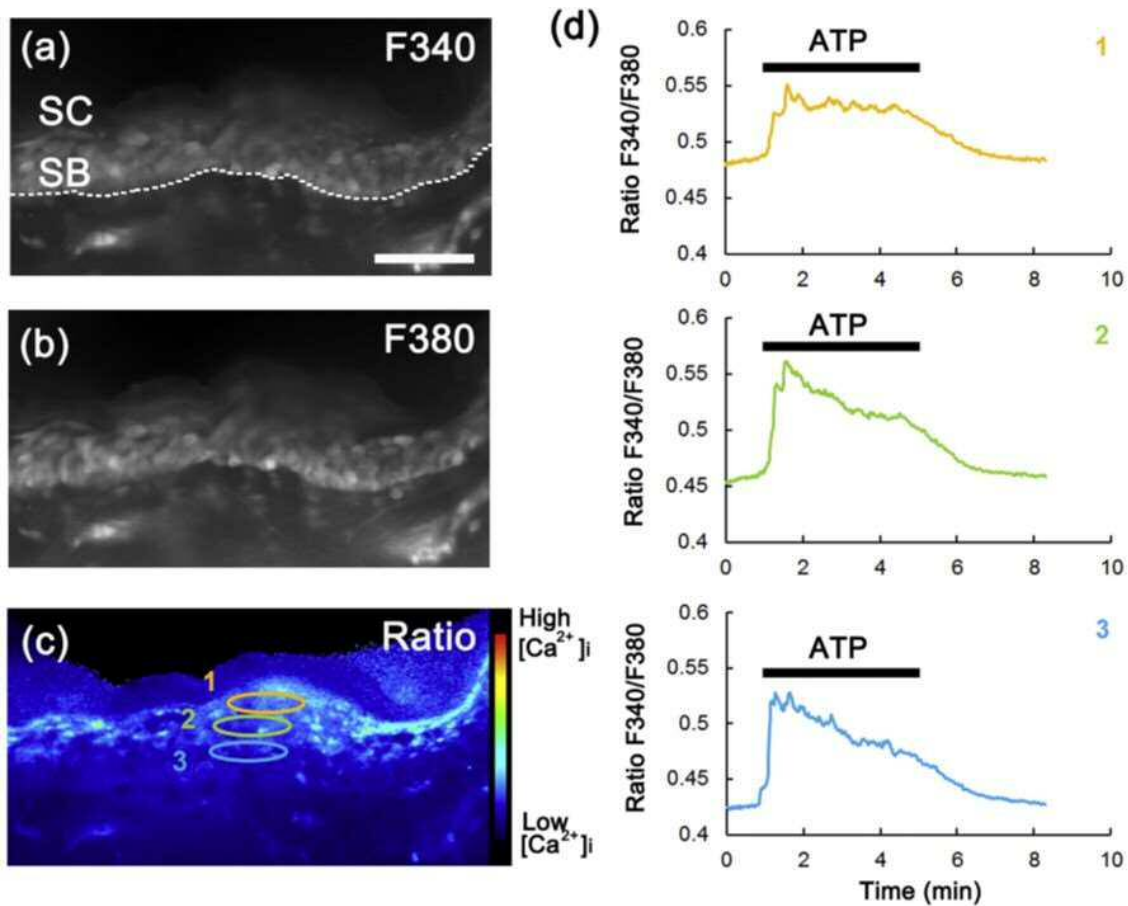 (a)
F340
SC
SB
(b)
F380
(c)
Ratio
1
2
3
High
[Ca²⁺]i
Low
[Ca²⁺]i
(d)
1
ATP
Ratio F340/F380
0.6
0.55
0.5
0.45
0.4
0 2 4 6 8 10
2
ATP
Ratio F340/F380
0.6
0.55
0.5
0.45
0.4
0 2 4 6 8 10
3
ATP
Ratio F340/F380
0.6
0.55
0.5
0.45
0.4
0 2 4 6 8 10
Time (min)